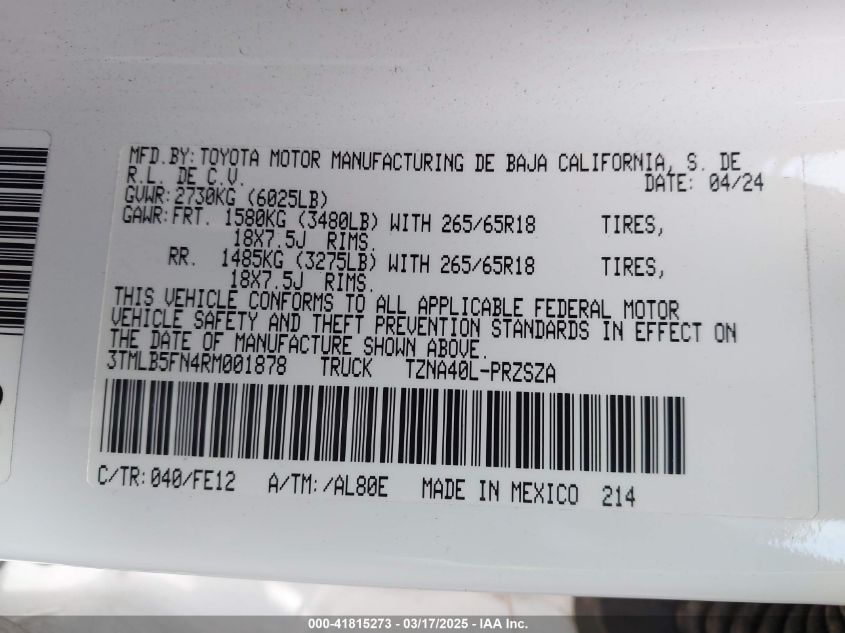 MFD.BY:TOYOTA MOTOR MANUFACTURING DE BAJA CALIFORNIA, S. DE
R.L. DE C.V. DATE: 04/24
GVWR:2730KG (6025LB)
GAWR:FRT. 1580KG (3480LB) WITH 265/65R18 TIRES,
18X7.5J RIMS.
RR. 1485KG (3275LB) WITH 265/65R18 TIRES,
18X7.5J RIMS.
THIS VEHICLE CONFORMS TO ALL APPLICABLE FEDERAL MOTOR
VEHICLE SAFETY AND THEFT PREVENTION STANDARDS IN EFFECT ON
THE DATE OF MANUFACTURE SHOWN ABOVE.
3TMLB5FN4RM001878 TRUCK TZNA40L-PRZSZA
C/TR:040/FE12 A/TM:/AL80E MADE IN MEXICO 214
000-41815273 - 03/17/2025 - IAA Inc.